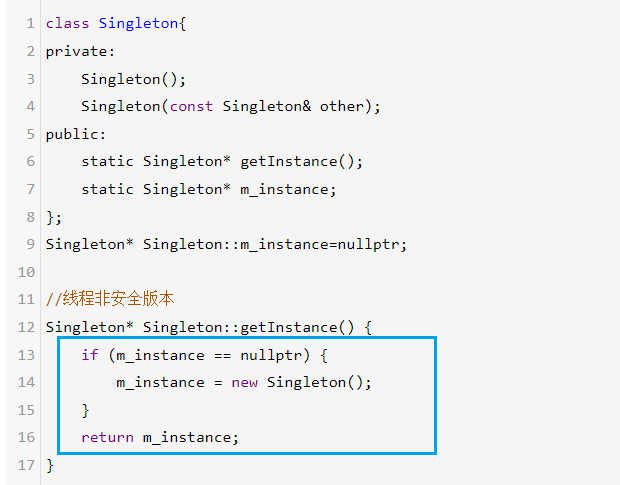 1 class Singleton{
2 private:
3     Singleton();
4     Singleton(const Singleton& other);
5 public:
6     static Singleton* getInstance();
7     static Singleton* m_instance;
8 };
9 Singleton* Singleton::m_instance=nullptr;
10
11 //线程非安全版本
12 Singleton* Singleton::getInstance() {
13     if (m_instance == nullptr) {
14         m_instance = new Singleton();
15     }
16     return m_instance;
17 }